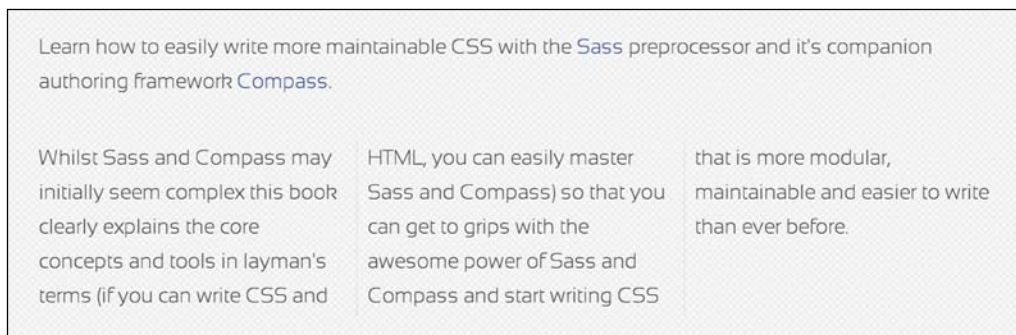 Learn how to easily write more maintainable CSS with the Sass preprocessor and it's companion
authoring framework Compass.
Whilst Sass and Compass may
initially seem complex this book
clearly explains the core
concepts and tools in layman's
terms (if you can write CSS and
HTML, you can easily master
Sass and Compass) so that you
can get to grips with the
awesome power of Sass and
Compass and start writing CSS
that is more modular,
maintainable and easier to write
than ever before.